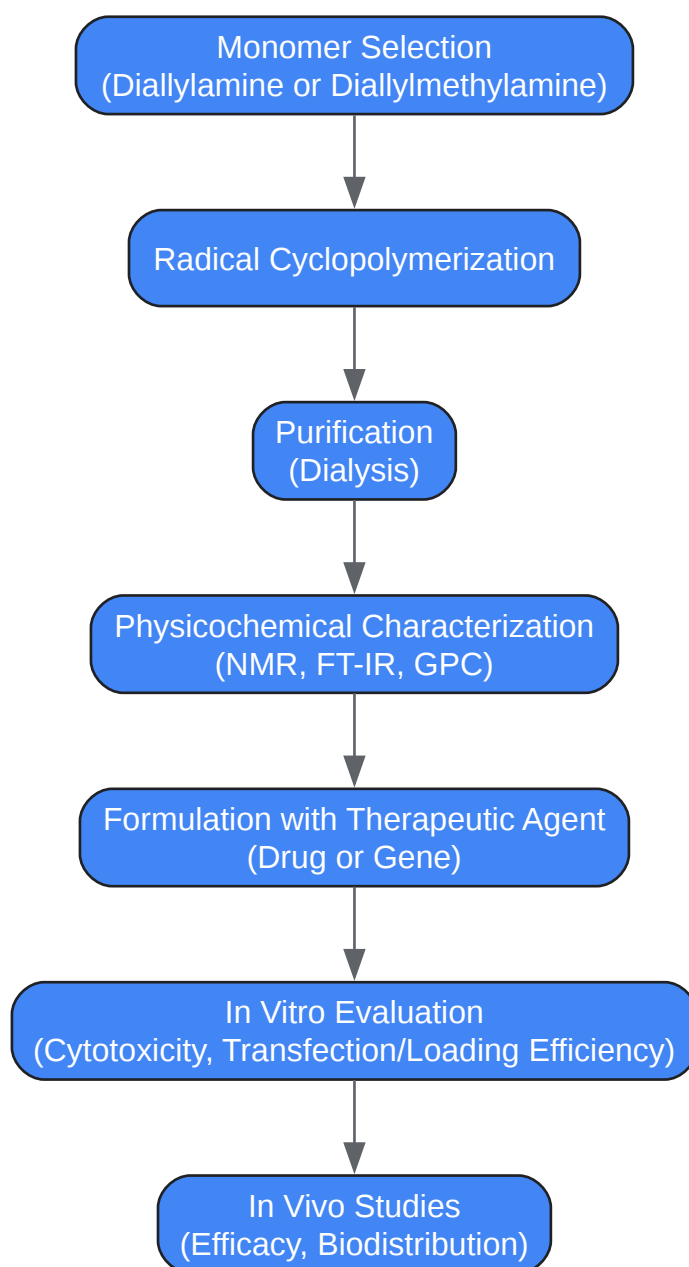 Monomer Selection
(Diallylamine or Diallylmethylamine)
Radical Cyclopolymerization
Purification
(Dialysis)
Physicochemical Characterization
(NMR, FT-IR, GPC)
Formulation with Therapeutic Agent
(Drug or Gene)
In Vitro Evaluation
(Cytotoxicity, Transfection/Loading Efficiency)
In Vivo Studies
(Efficacy, Biodistribution)